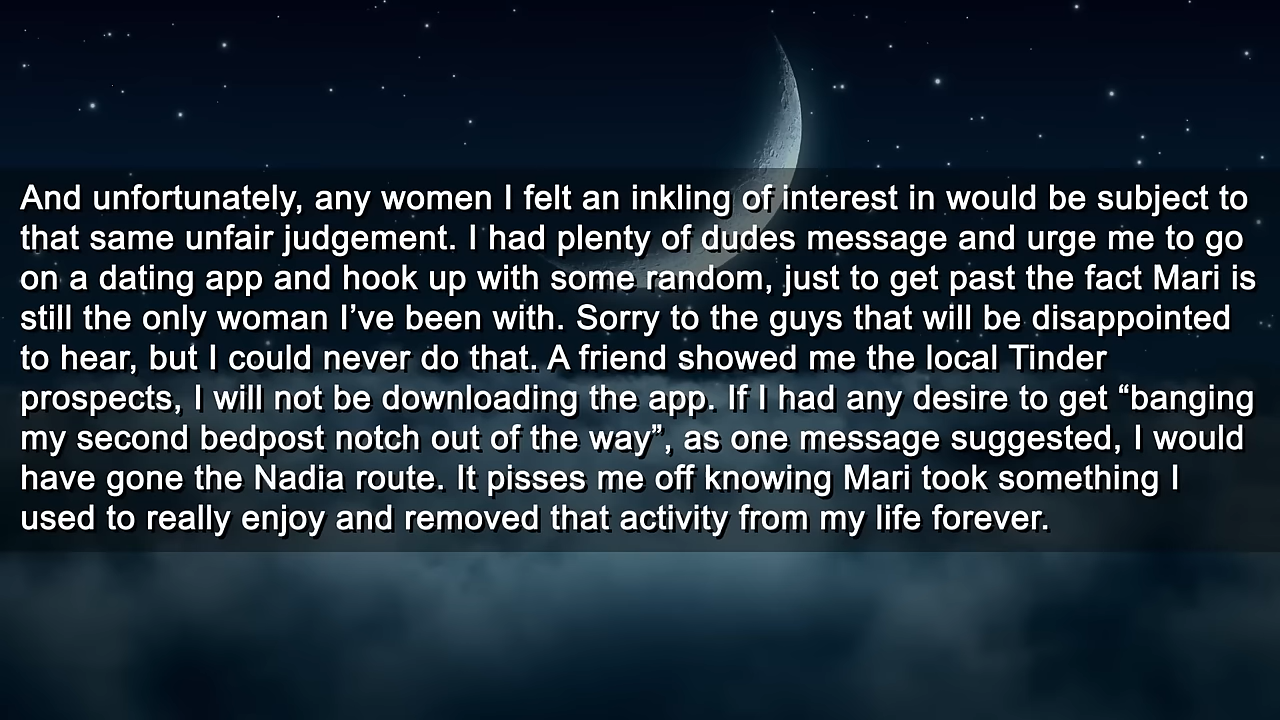 And unfortunately, any women I felt an inkling of interest in would be subject to
that same unfair judgement. I had plenty of dudes message and urge me to go
on a dating app and hook up with some random, just to get past the fact Mari is
still the only woman I’ve been with. Sorry to the guys that will be disappointed
to hear, but I could never do that. A friend showed me the local Tinder
prospects, I will not be downloading the app. If I had any desire to get “banging
my second bedpost notch out of the way”, as one message suggested, I would
have gone the Nadia route. It pisses me off knowing Mari took something I
used to really enjoy and removed that activity from my life forever.